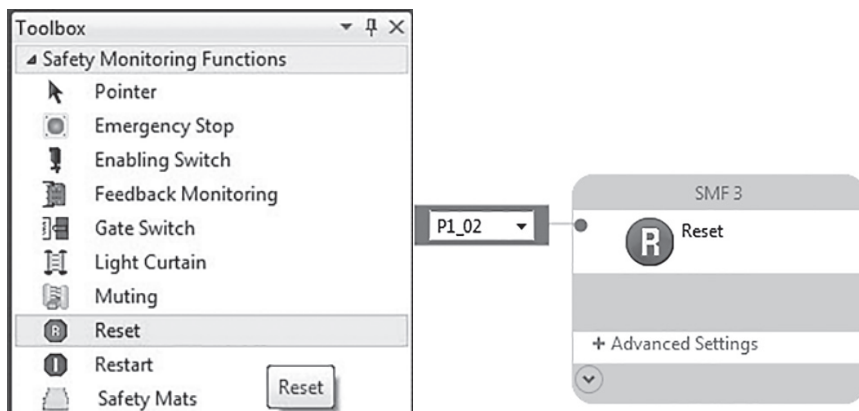 Toolbox
Safety Monitoring Functions
Pointer
Emergency Stop
Enabling Switch
Feedback Monitoring
Gate Switch
Light Curtain
Muting
R Reset
Restart
Safety Mats
Reset
P1_02
SMF 3
R Reset
+ Advanced Settings